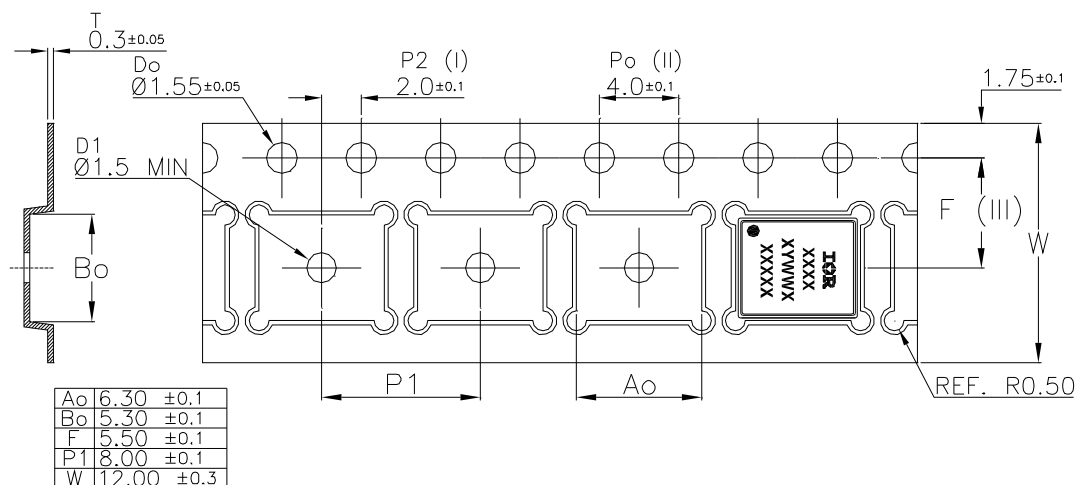 T
0.3±0.05
Do
Ø1.55±0.05
P2 (I)
2.0±0.1
Po (II)
4.0±0.1
1.75±0.1
D1
Ø1.5 MIN
F (III)
W
Bo
IOR
XXXX
XYWWX
XXXXX
P1
Ao
REF. R0.50
Ao 6.30 ±0.1
Bo 5.30 ±0.1
F 5.50 ±0.1
P1 8.00 ±0.1
W 12.00 ±0.3